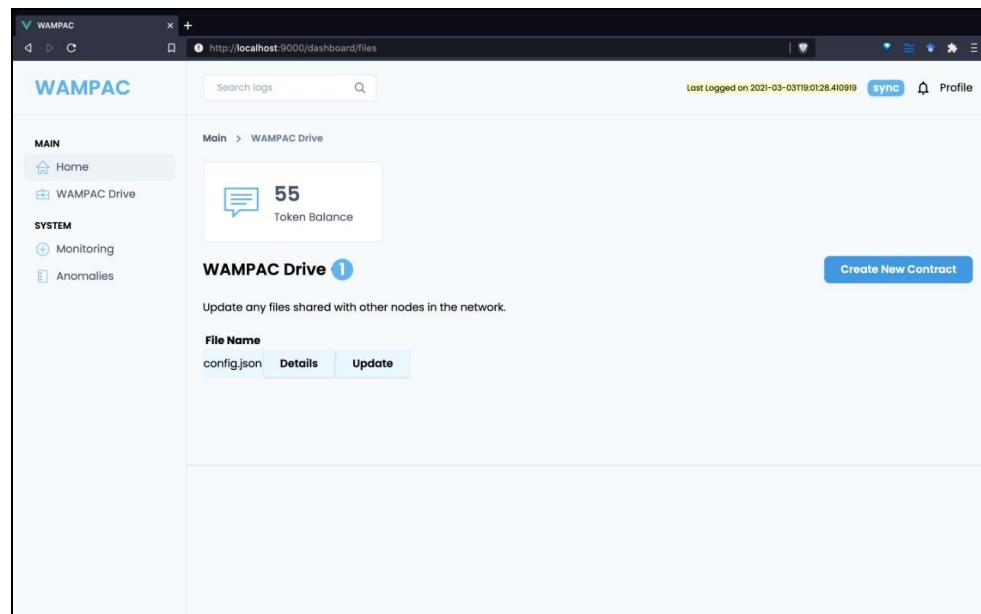 WAMPAC
http://localhost:9000/dashboard/files
WAMPAC
Search logs
Last Logged on 2021-03-03T19:01:28.410919 sync Profile
MAIN
Home
WAMPAC Drive
SYSTEM
Monitoring
Anomalies
Main > WAMPAC Drive
55
Token Balance
WAMPAC Drive 1
Create New Contract
Update any files shared with other nodes in the network.
File Name
config.json Details Update